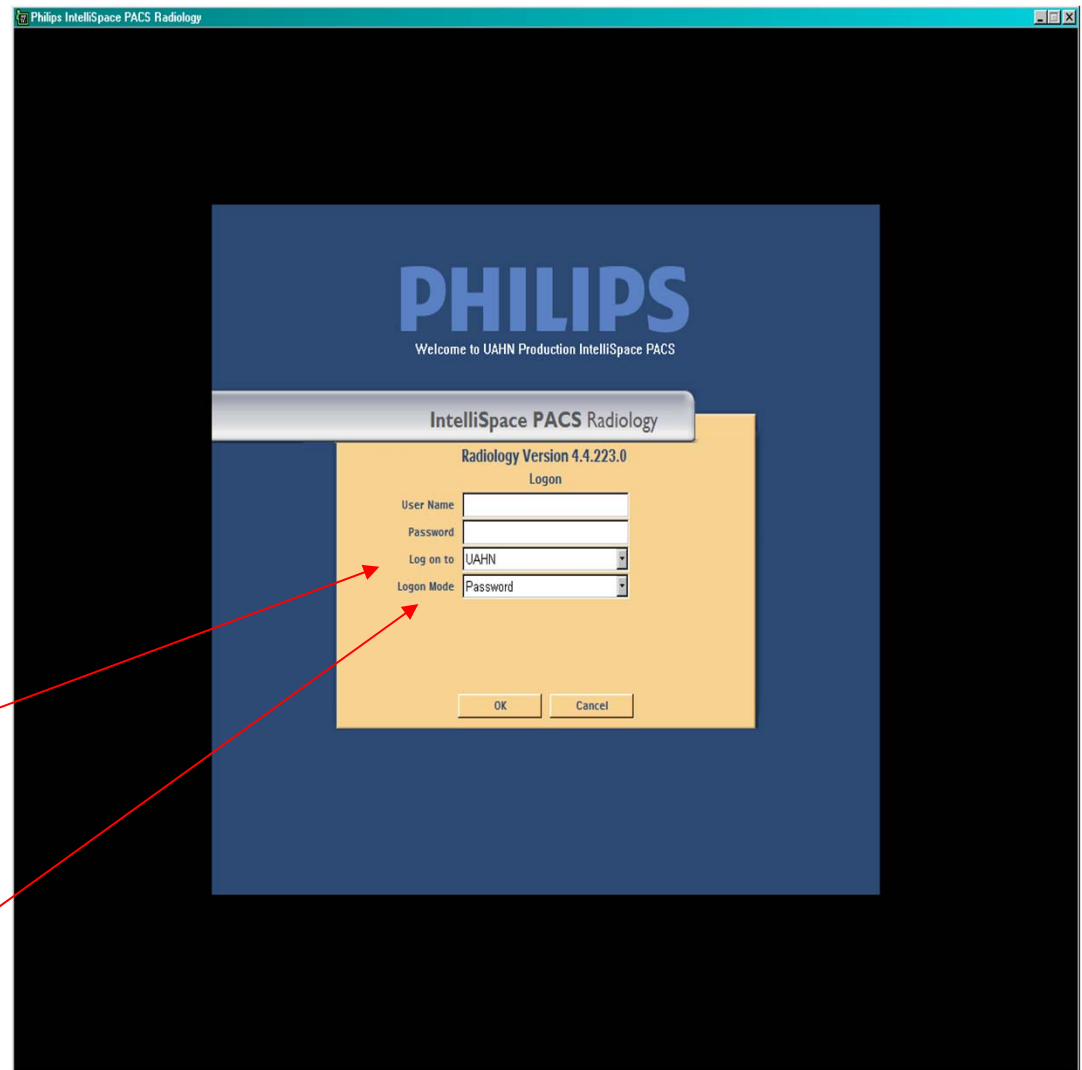 Philips IntelliSpace PACS Radiology
PHILIPS
Welcome to UAHN Production IntelliSpace PACS
IntelliSpace PACS Radiology
Radiology Version 4.4.223.0
Logon
User Name
Password
Log on to UAHN
Logon Mode Password
OK Cancel